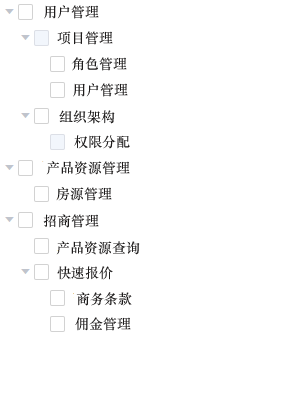 用户管理
项目管理
角色管理
用户管理
组织架构
权限分配
产品资源管理
房源管理
招商管理
产品资源查询
快速报价
商务条款
佣金管理